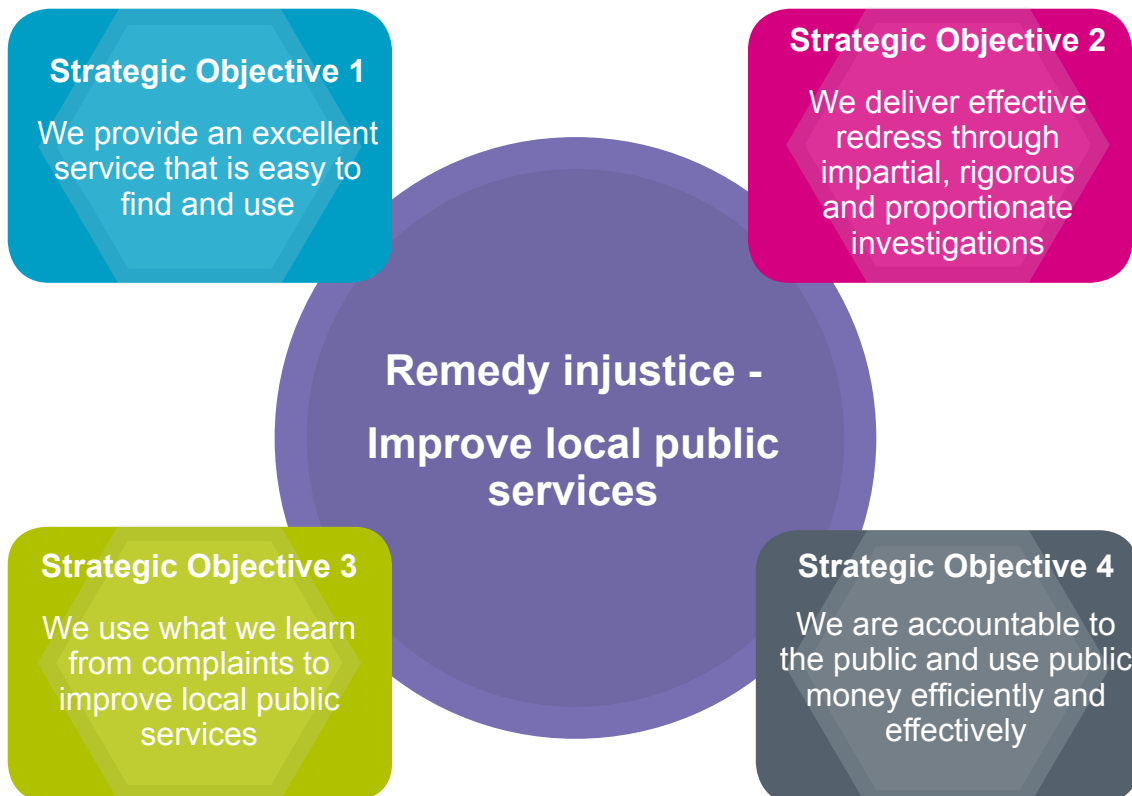 Strategic Objective 1
We provide an excellent
service that is easy to
find and use
Strategic Objective 2
We deliver effective
redress through
impartial, rigorous
and proportionate
investigations
Remedy injustice -
Improve local public
services
Strategic Objective 3
We use what we learn
from complaints to
improve local public
services
Strategic Objective 4
We are accountable to
the public and use public
money efficiently and
effectively